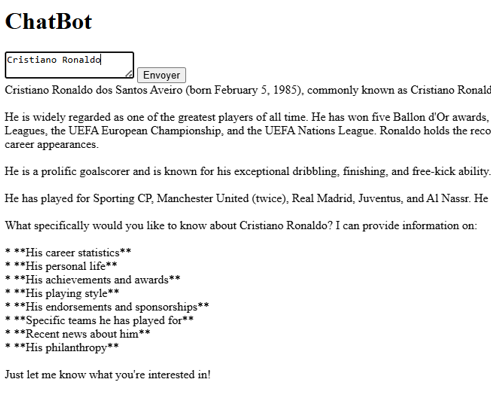 ChatBot
Cristiano Ronaldo
Envoyer
Cristiano Ronaldo dos Santos Aveiro (born February 5, 1985), commonly known as Cristiano Ronald
He is widely regarded as one of the greatest players of all time. He has won five Ballon d'Or awards,
Leagues, the UEFA European Championship, and the UEFA Nations League. Ronaldo holds the reco
career appearances.
He is a prolific goalscorer and is known for his exceptional dribbling, finishing, and free-kick ability.
He has played for Sporting CP, Manchester United (twice), Real Madrid, Juventus, and Al Nassr. He
What specifically would you like to know about Cristiano Ronaldo? I can provide information on:
* **His career statistics**
* **His personal life**
* **His achievements and awards**
* **His playing style**
* **His endorsements and sponsorships**
* **Specific teams he has played for**
* **Recent news about him**
* **His philanthropy**
Just let me know what you're interested in!